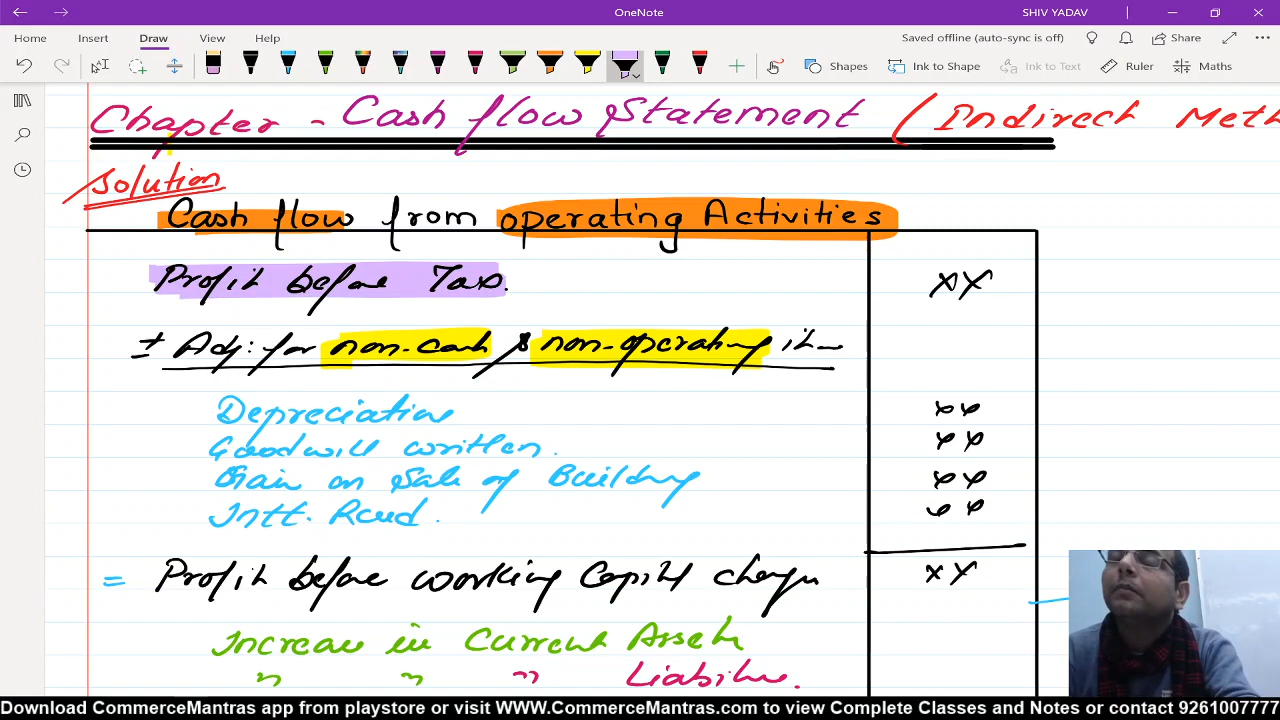 OneNote
SHIV YADAV
Home Insert Draw View Help
Saved offline (auto-sync is off)
Share
Shapes
Ink to Shape
Ink to Text
Ruler
Maths
Chapter - Cash flow Statement (Indirect Meth
Solution
Cash flow from operating Activities
Profit before Tax. XX
± Adj: for non-cash & non-operating
Depreciation XX
Goodwill written. XX
Gain on Sale of Building XX
Intt. Recd. XX
= Profit before working Capital XX
Increase in Current Assets
" " "
Download CommerceMantras app from playstore or visit WWW.CommerceMantras.com to view Complete Classes and Notes or contact 9261007777